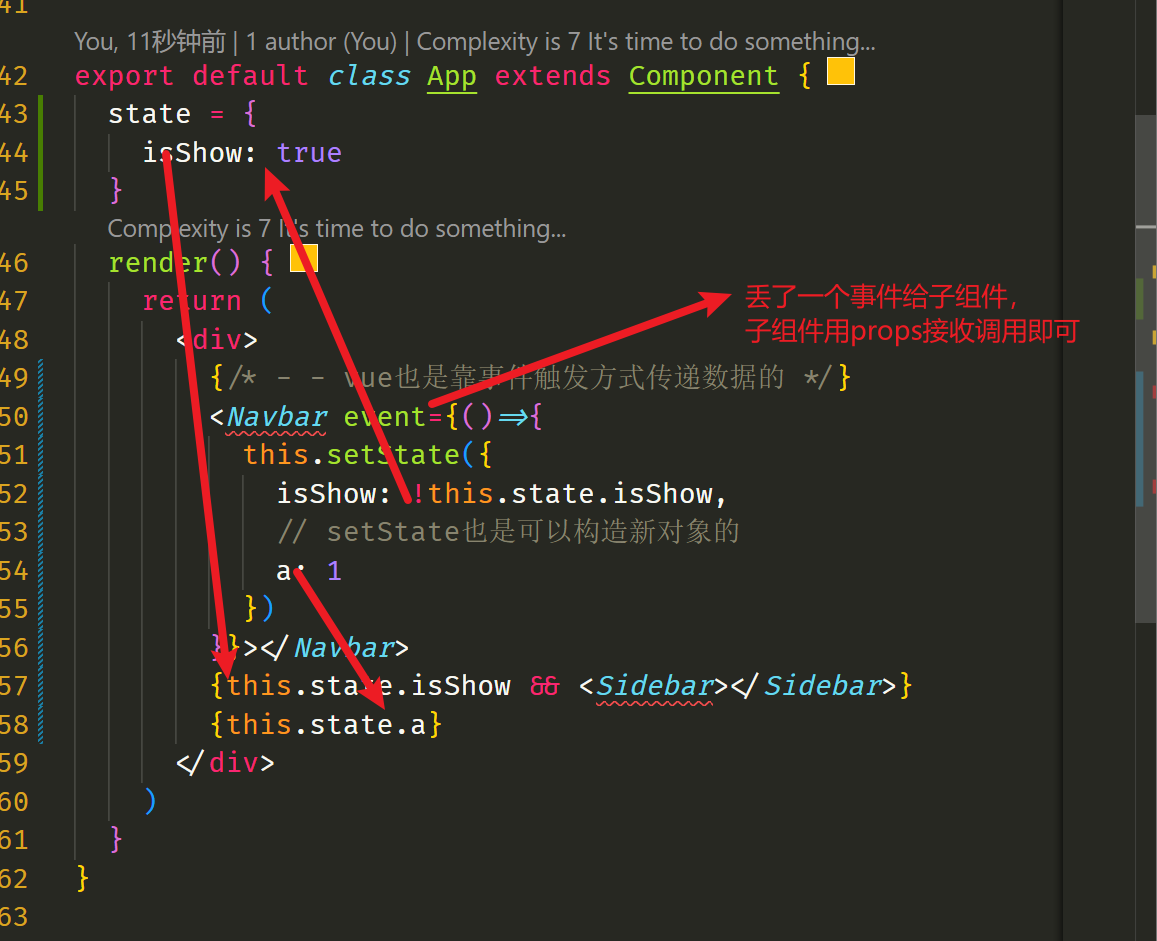 41
You, 11秒钟前 | 1 author (You) | Complexity is 7 It's time to do something...
42 export default class App extends Component {
43 state = {
44 isShow: true
45 }
Complexity is 7 It's time to do something...
46 render() {
47 return (
48 <div>
丢了一个事件给子组件，
子组件用props接收调用即可
49 {/* - - vue也是靠事件触发方式传递数据的 */}
50 <Navbar event={()=>{
51 this.setState({
52 isShow: !this.state.isShow,
53 // setState也是可以构造新对象的
54 a: 1
55 })
56 }}></Navbar>
57 {this.state.isShow && <Sidebar></Sidebar>}
58 {this.state.a}
59 </div>
60 )
61 }
62 }
63